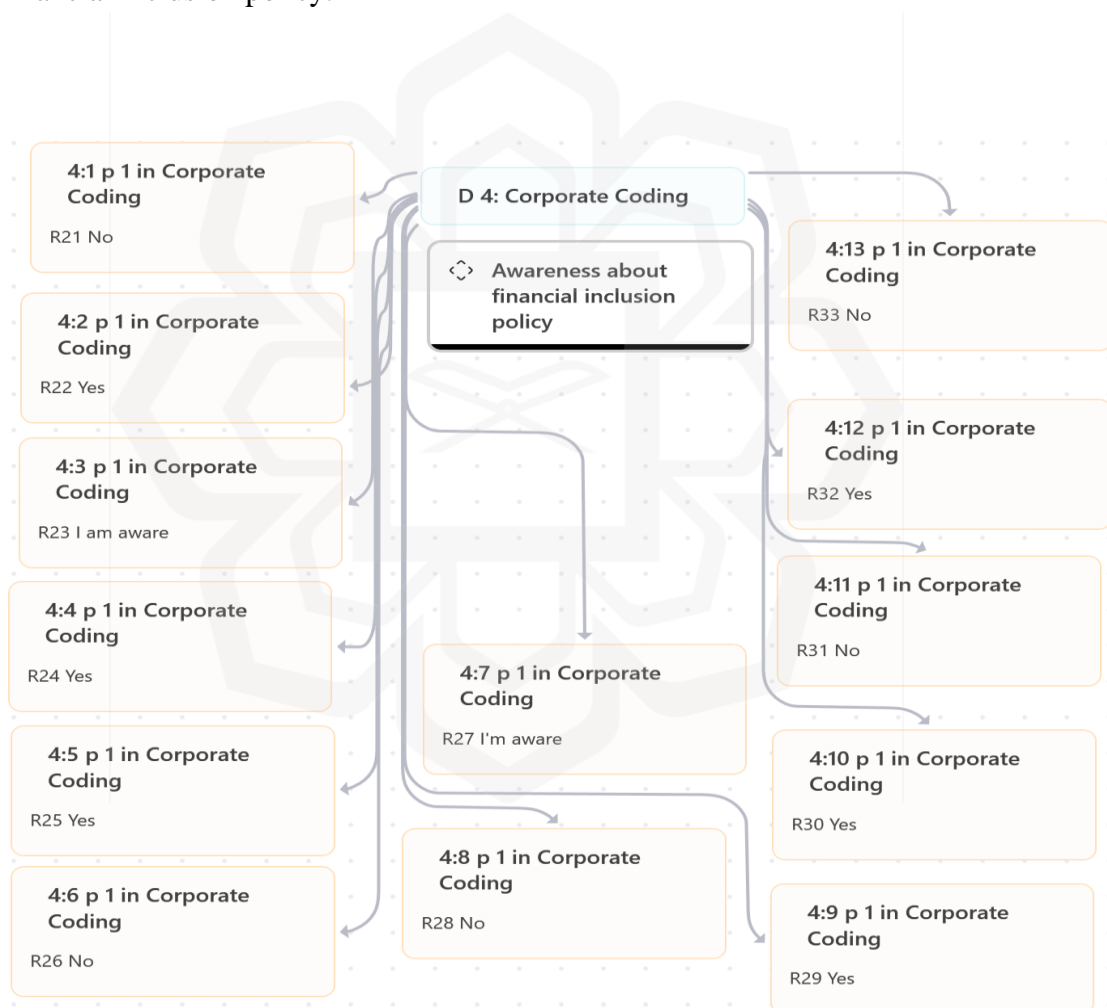 4:1 p 1 in Corporate
Coding
R21 No
4:2 p 1 in Corporate
Coding
R22 Yes
4:3 p 1 in Corporate
Coding
R23 I am aware
4:4 p 1 in Corporate
Coding
R24 Yes
4:5 p 1 in Corporate
Coding
R25 Yes
4:6 p 1 in Corporate
Coding
R26 No
D 4: Corporate Coding
Awareness about
financial inclusion
policy
4:7 p 1 in Corporate
Coding
R27 I'm aware
4:8 p 1 in Corporate
Coding
R28 No
4:13 p 1 in Corporate
Coding
R33 No
4:12 p 1 in Corporate
Coding
R32 Yes
4:11 p 1 in Corporate
Coding
R31 No
4:10 p 1 in Corporate
Coding
R30 Yes
4:9 p 1 in Corporate
Coding
R29 Yes